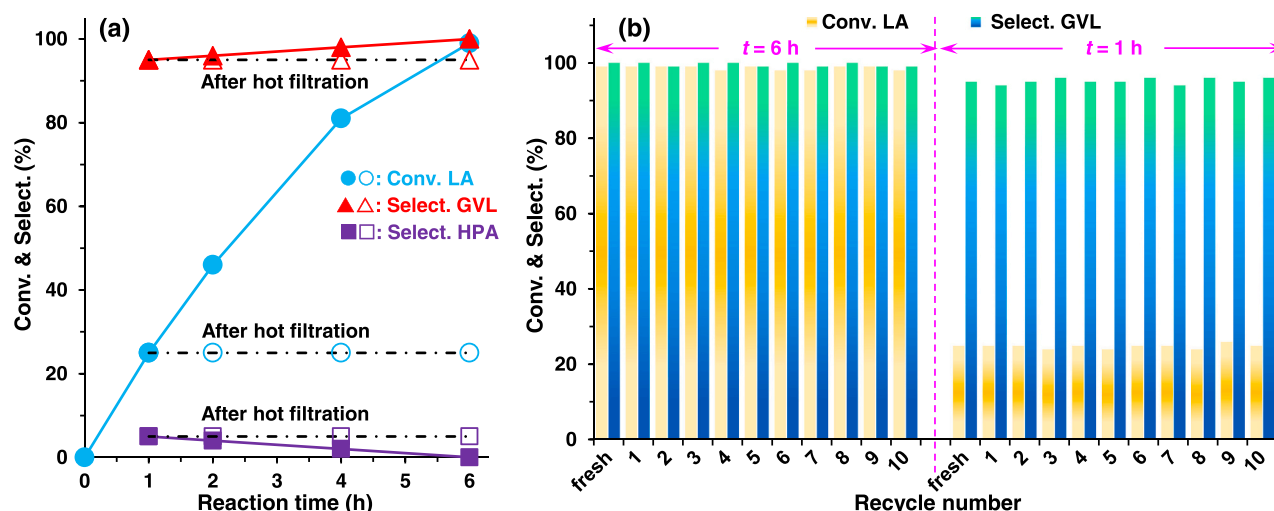 (a)
Conv. & Select. (%)
100
80
60
40
20
0
After hot filtration
: Conv. LA
: Select. GVL
: Select. HPA
After hot filtration
After hot filtration
0 1 2 3 4 5 6
Reaction time (h)
(b)
Conv. LA Select. GVL
t = 6 h t = 1 h
Conv. & Select. (%)
100
80
60
40
20
0
fresh 1 2 3 4 5 6 7 8 9 10 fresh 1 2 3 4 5 6 7 8 9 10
Recycle number